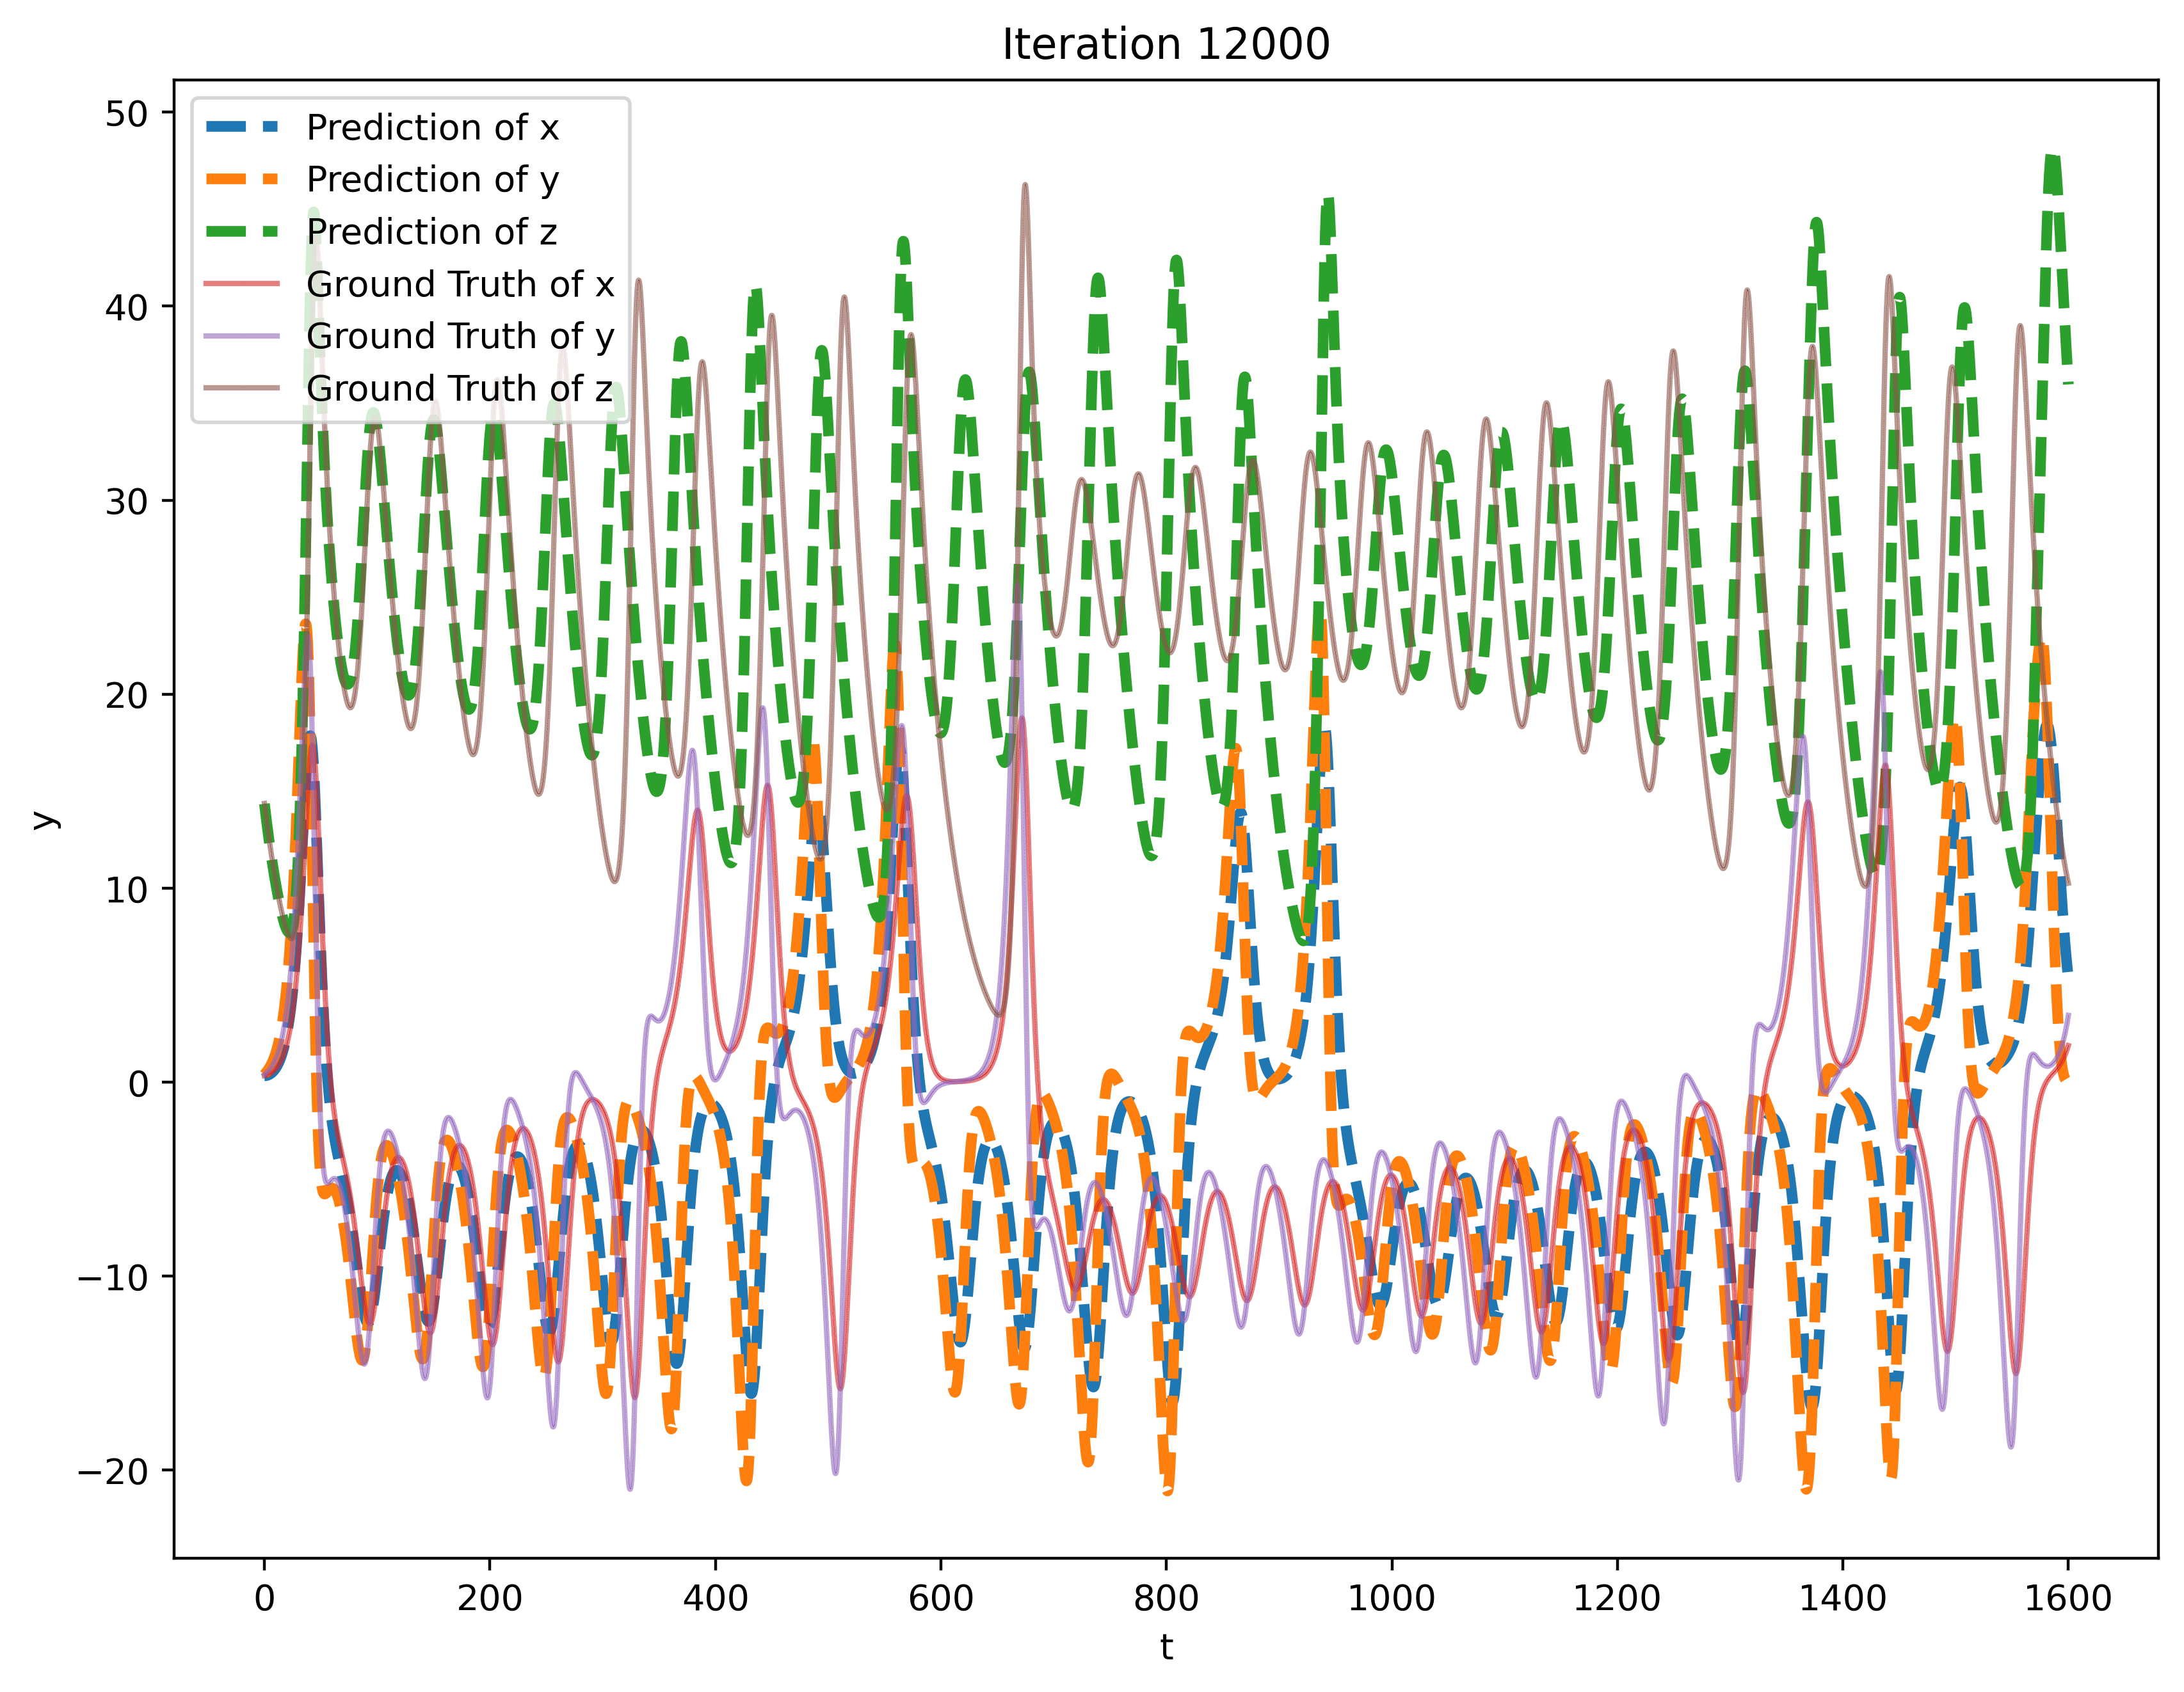 Iteration 12000
50
40
30
20
10
0
−10
−20
y
Prediction of x
Prediction of y
Prediction of z
Ground Truth of x
Ground Truth of y
Ground Truth of z
0 200 400 600 800 1000 1200 1400 1600
t